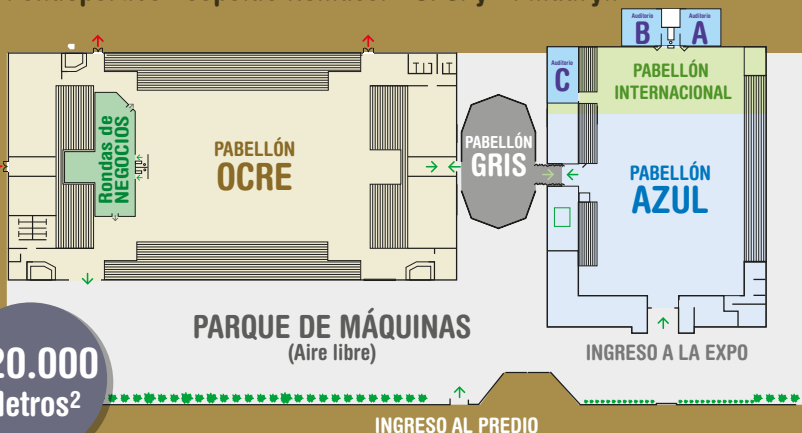 Auditorio
B
Auditorio
A
Auditorio
C
PABELLÓN
INTERNACIONAL
Rondas de
NEGOCIOS
PABELLÓN
OCRE
PABELLÓN
GRIS
PABELLÓN
AZUL
PARQUE DE MÁQUINAS
(Aire libre)
INGRESO A LA EXPO
20.000
Metros²
INGRESO AL PREDIO